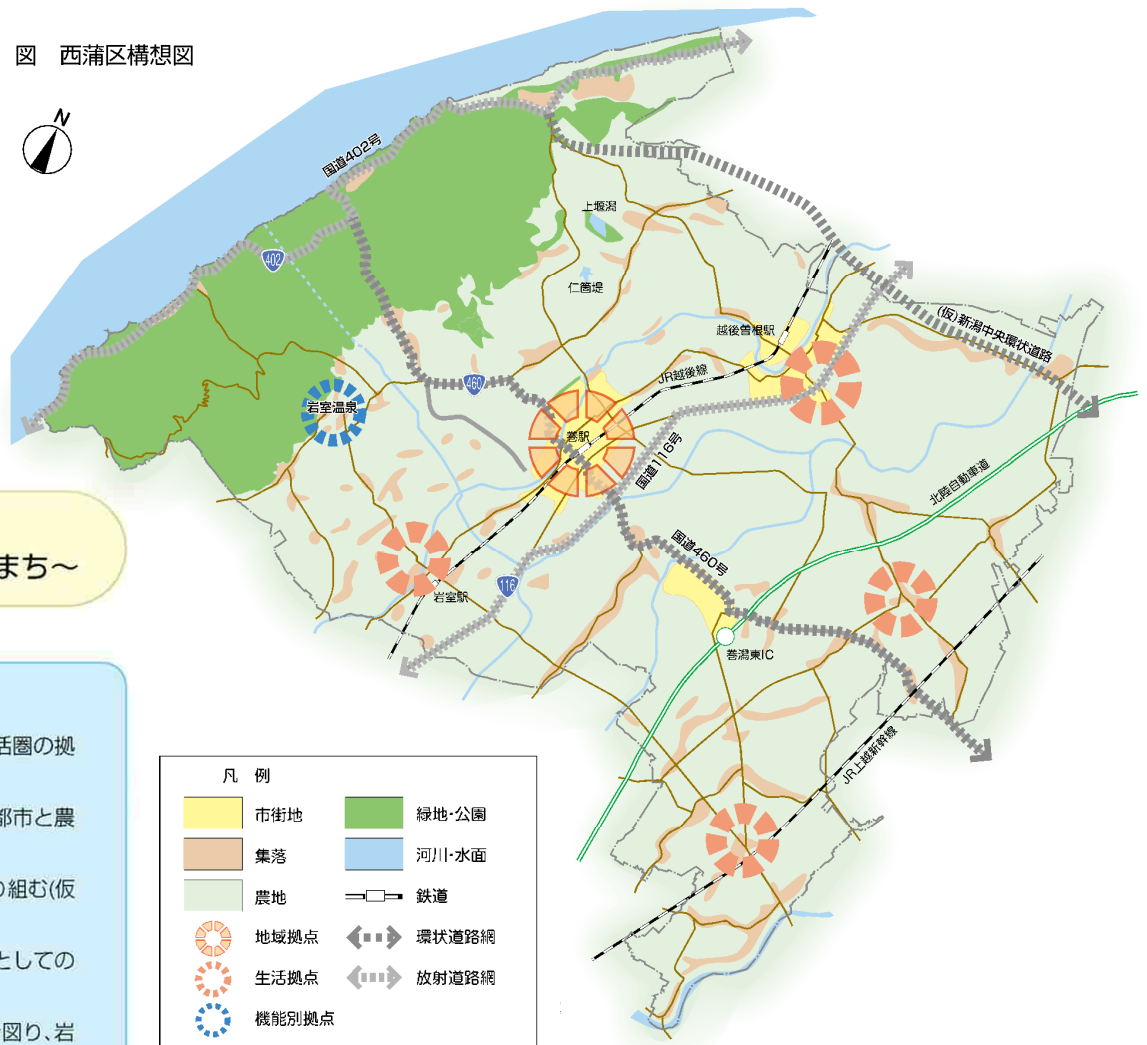 図 西蒲区構想図
N
国道402号
402
上堰潟
仁箇堤
越後曽根駅
(仮)新潟中央環状道路
JR越後線
460
岩室温泉
巻駅
国道116号
北陸自動車道
国道460号
116
岩室駅
巻潟東IC
JR上越新幹線
まち～
活圏の拠
都市と農
り組む(仮
としての
図り、岩
凡 例
市街地
緑地・公園
集落
河川・水面
農地
鉄道
地域拠点
環状道路網
生活拠点
放射道路網
機能別拠点